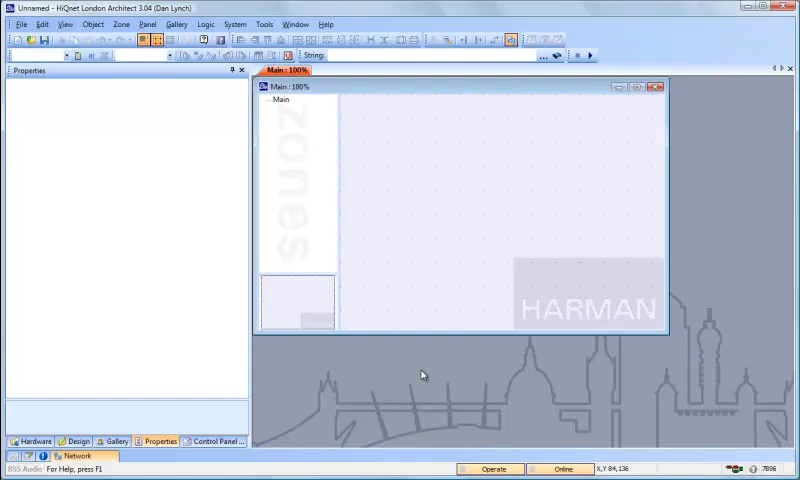 Unnamed - HiQnet London Architect 3.04 (Dan Lynch)
File Edit View Object Zone Panel Gallery Logic System Tools Window Help
String:
Properties
Main : 100%
Main : 100%
Main
zones
HARMAN
Hardware Design Gallery Properties Control Panel ...
Network
BSS Audio For Help, press F1 Operate Online X,Y 84,136 7896